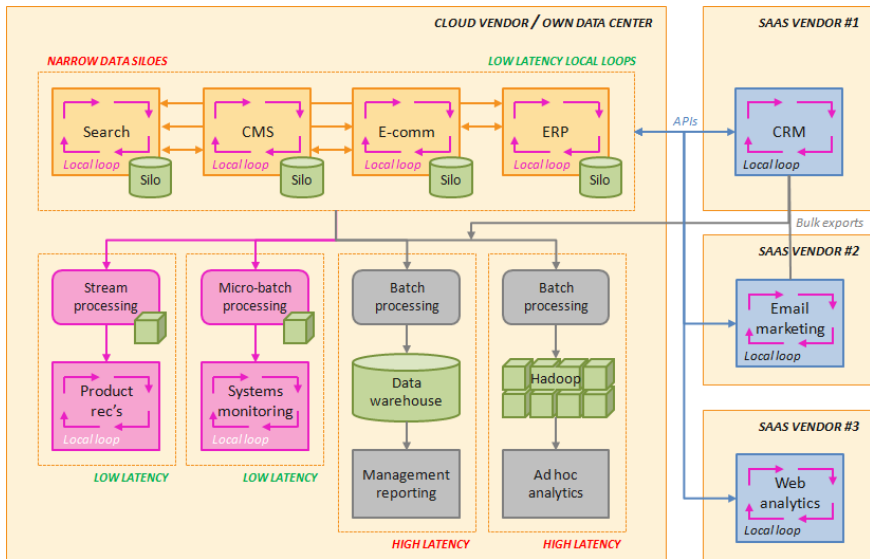 CLOUD VENDOR / OWN DATA CENTER
SAAS VENDOR #1
NARROW DATA SILOES
LOW LATENCY LOCAL LOOPS
Search
Local loop
Silo
CMS
Local loop
Silo
E-comm
Local loop
Silo
ERP
Local loop
Silo
APIs
CRM
Local loop
Bulk exports
SAAS VENDOR #2
Email
marketing
Local loop
SAAS VENDOR #3
Web
analytics
Local loop
Stream
processing
Product
rec's
Local loop
LOW LATENCY
Micro-batch
processing
Systems
monitoring
Local loop
LOW LATENCY
Batch
processing
Data
warehouse
Management
reporting
HIGH LATENCY
Batch
processing
Hadoop
Ad hoc
analytics
HIGH LATENCY